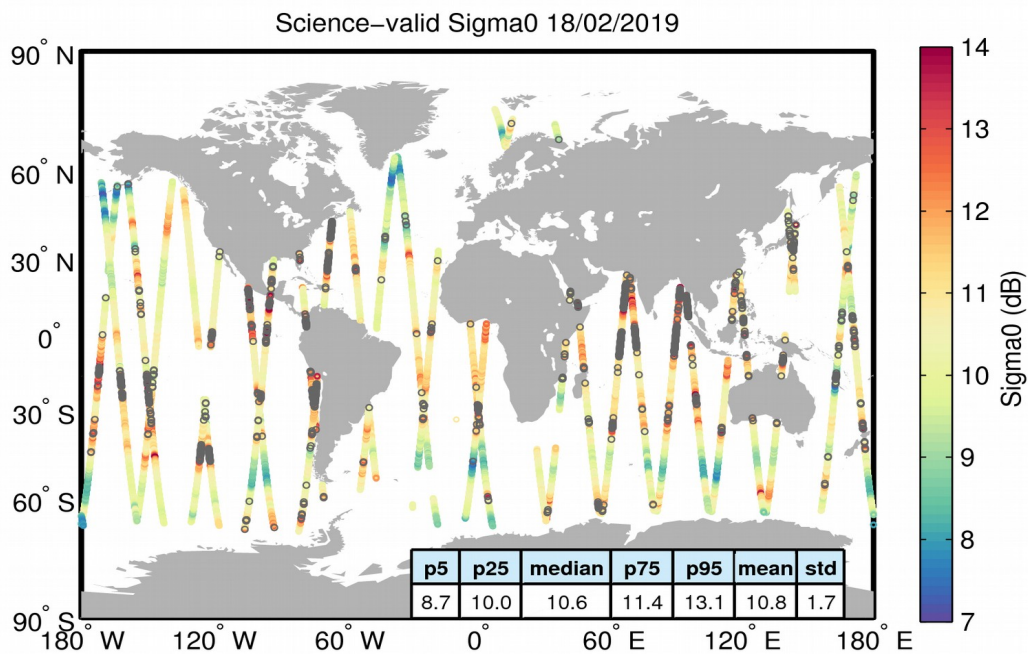 Science−valid Sigma0 18/02/2019
90° N
60° N
30° N
0°
30° S
60° S
90° S
180° W
120° W
60° W
0°
60° E
120° E
180° E
p5 p25 median p75 p95 mean std
8.7 10.0 10.6 11.4 13.1 10.8 1.7
14
13
12
11
10
9
8
7
Sigma0 (dB)